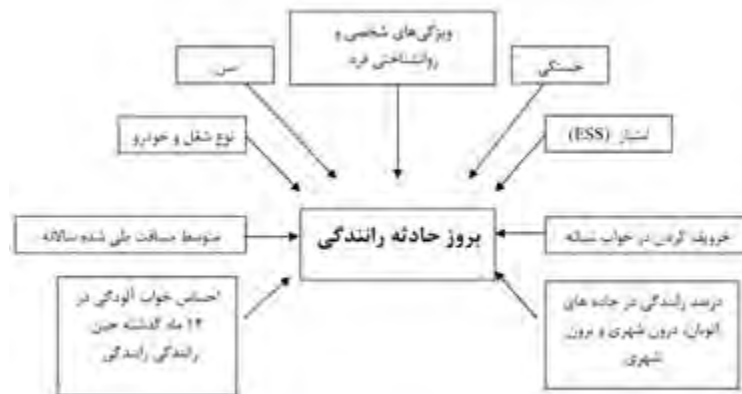 ویژگی‌های شخصی و
روانشناختی فرد
سن
خستگی
نوع شغل و خودرو
امتیاز (ESS)
بروز حادثه رانندگی
متوسط مسافت طی شده سالانه
خروپف کردن در خواب شبانه
احساس خواب آلودگی در
۱۲ ماه گذشته حین
رانندگی رانندگی
درصد رانندگی در جاده های
اتوبان، درون شهری و برون
شهری